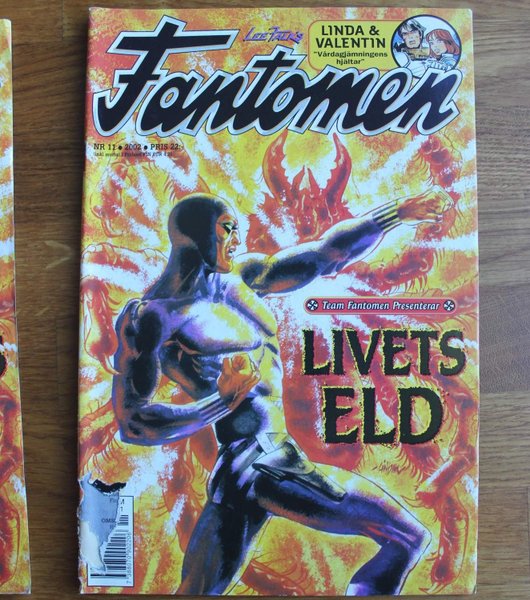 LEE FALK's
Fantomen
LINDA &
VALENTIN
"Vardagjämningens
hjältar"
NR 11 • 2002 • PRIS 22:-
Team Fantomen Presenterar
LIVETS
ELD